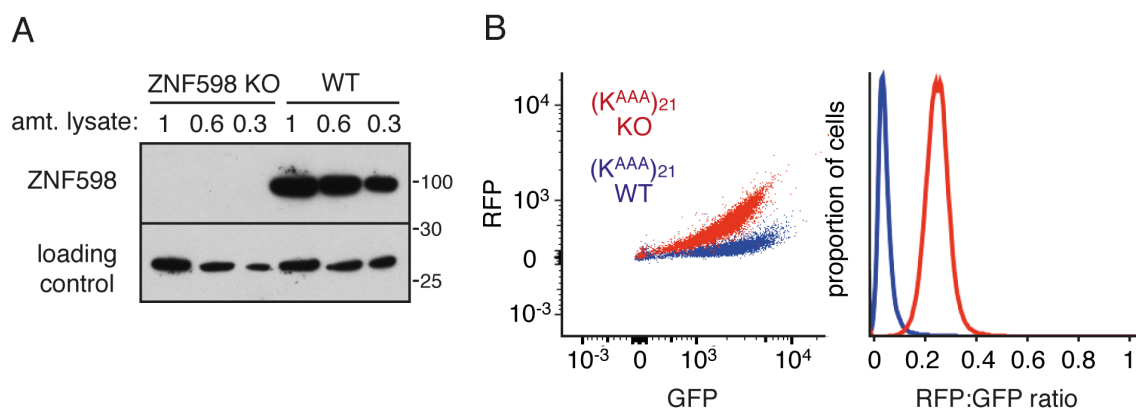 A
ZNF598 KO WT
amt. lysate: 1 0.6 0.3 1 0.6 0.3
ZNF598
-100
-30
loading
control
-25
B
RFP
10⁴
10³
0
10⁻³
(Kᴬᴬᴬ)₂₁
KO
(Kᴬᴬᴬ)₂₁
WT
10⁻³ 0 10³ 10⁴
GFP
proportion of cells
0 0.2 0.4 0.6 0.8 1
RFP:GFP ratio